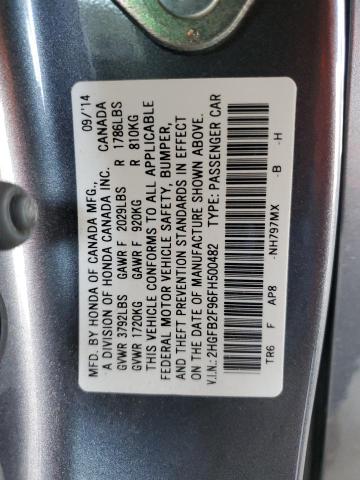 MFD. BY HONDA OF CANADA MFG., 09/'14
A DIVISION OF HONDA CANADA INC. CANADA
GVWR 3792LBS GAWR F 2029LBS R 1786LBS
GVWR 1720KG GAWR F 920KG R 810KG
THIS VEHICLE CONFORMS TO ALL APPLICABLE
FEDERAL MOTOR VEHICLE SAFETY, BUMPER,
AND THEFT PREVENTION STANDARDS IN EFFECT
ON THE DATE OF MANUFACTURE SHOWN ABOVE.
V.I.N.: 2HGFB2F96FH500482 TYPE: PASSENGER CAR
TR6 F AP8 -NH797MX -B -H